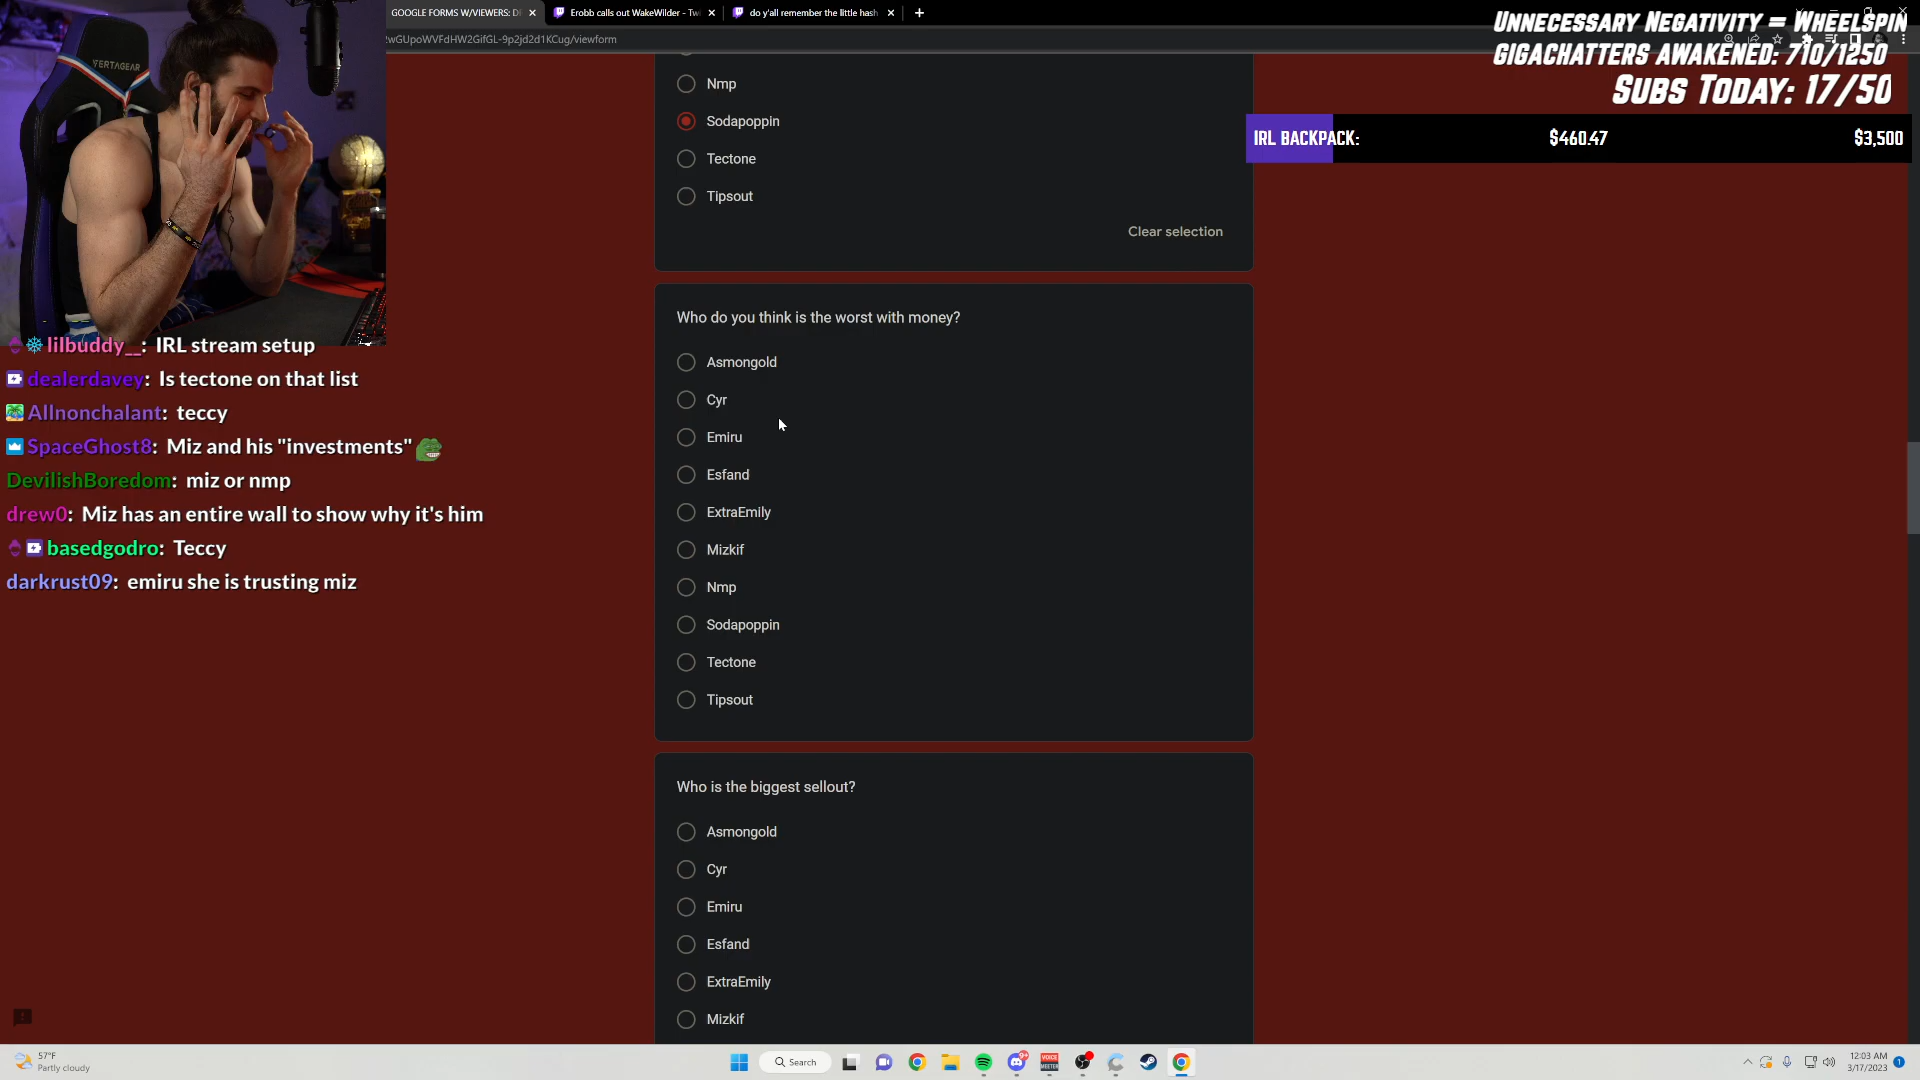 GOOGLE FORMS W/VIEWERS: DF
Erobb calls out WakeWilder - Tw
do y'all remember the little hash
wGUpoWVFdHW2GifGL-9p2jd2d1KCug/viewform
UNNECESSARY NEGATIVITY = WHEELSPIN
GIGACHATTERS AWAKENED: 710/1250
SUBS TODAY: 17/50
IRL BACKPACK: $460.47 $3,500
VERTAGEAR
Nmp
Sodapoppin
Tectone
Tipsout
Clear selection
Who do you think is the worst with money?
Asmongold
Cyr
Emiru
Esfand
ExtraEmily
Mizkif
Nmp
Sodapoppin
Tectone
Tipsout
Who is the biggest sellout?
Asmongold
Cyr
Emiru
Esfand
ExtraEmily
Mizkif
lilbuddy__: IRL stream setup
dealerdavey: Is tectone on that list
Allnonchalant: teccy
SpaceGhost8: Miz and his "investments"
DevilishBoredom: miz or nmp
drew0: Miz has an entire wall to show why it's him
basedgodro: Teccy
darkrust09: emiru she is trusting miz
57°F
Partly cloudy
Search
VOICE
MEETER
12:03 AM
3/17/2023
1